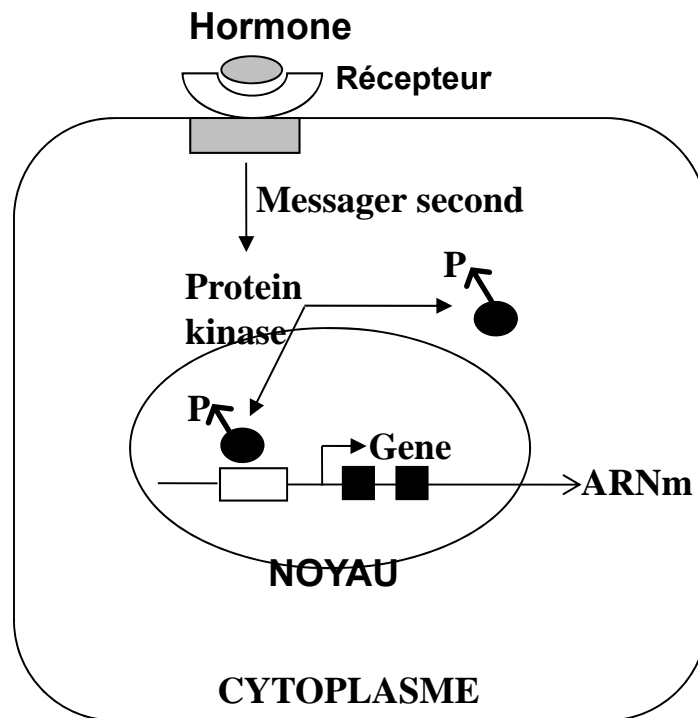 Hormone
Récepteur
Messager second
P
Protein
kinase
P
Gene
ARNm
NOYAU
CYTOPLASME